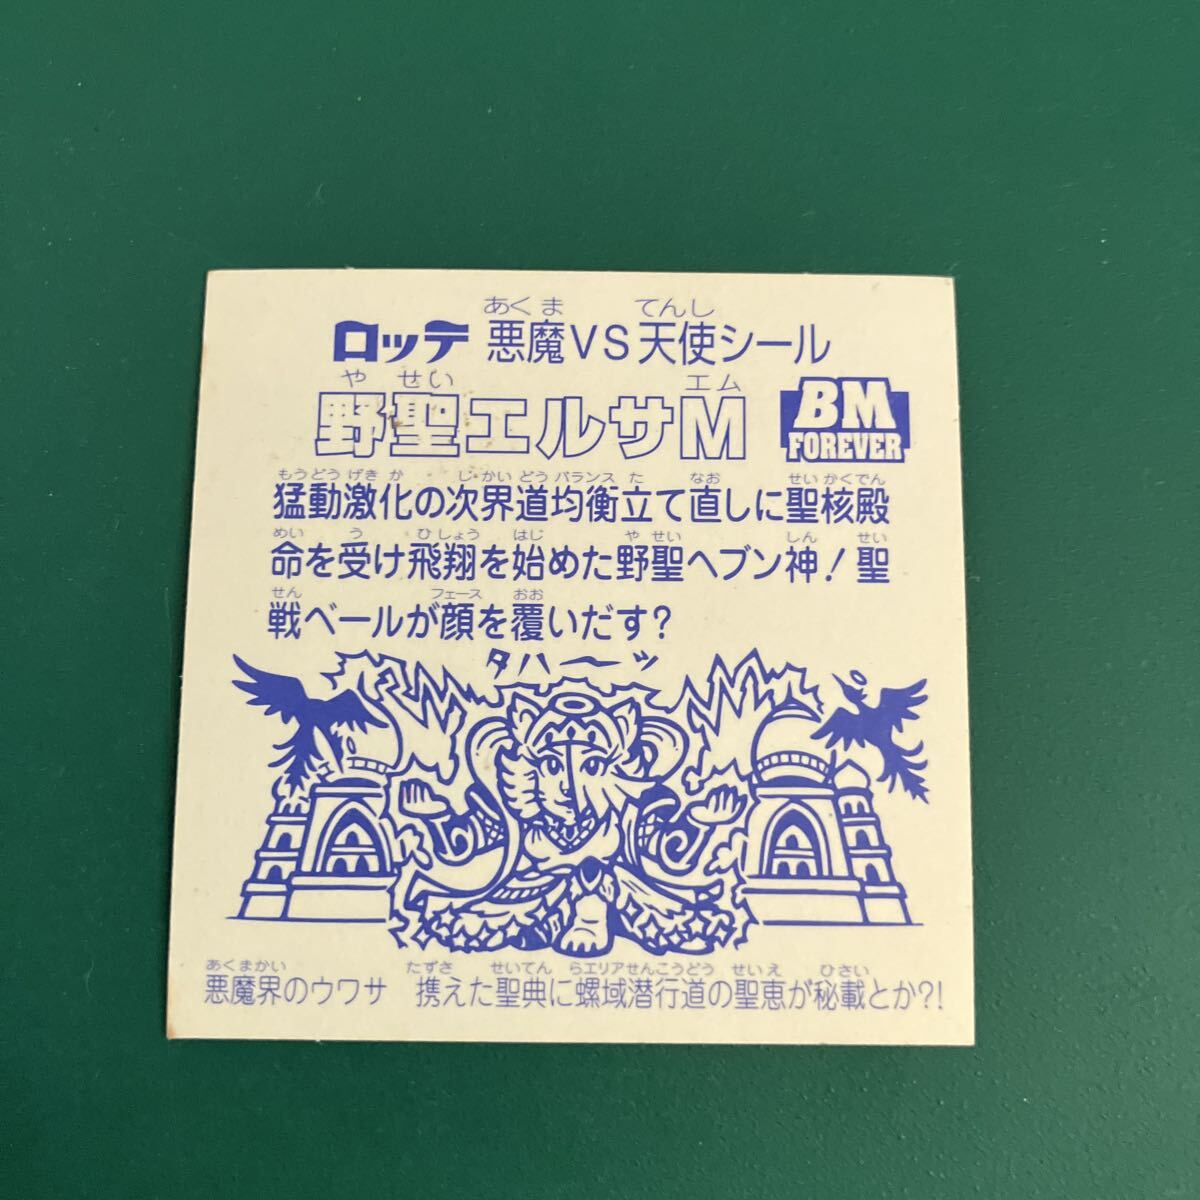 あくま てんし
ロッテ 悪魔VS天使シール
や せい エム
野聖エルサM
BM
FOREVER
もうどうげきか じかいどうバランス た なお せいかくでん
猛動激化の次界道均衡立て直しに聖核殿
めい う ひしょう はじ や せい しん せい
命を受け飛翔を始めた野聖ヘブン神!聖
せん フェース おお
戦ベールが顔を覆いだす?
タハーッ
あくまかい たずさ せいてん らエリアせんこうどう せいえ ひさい
悪魔界のウワサ 携えた聖典に螺域潜行道の聖恵が秘載とか?!